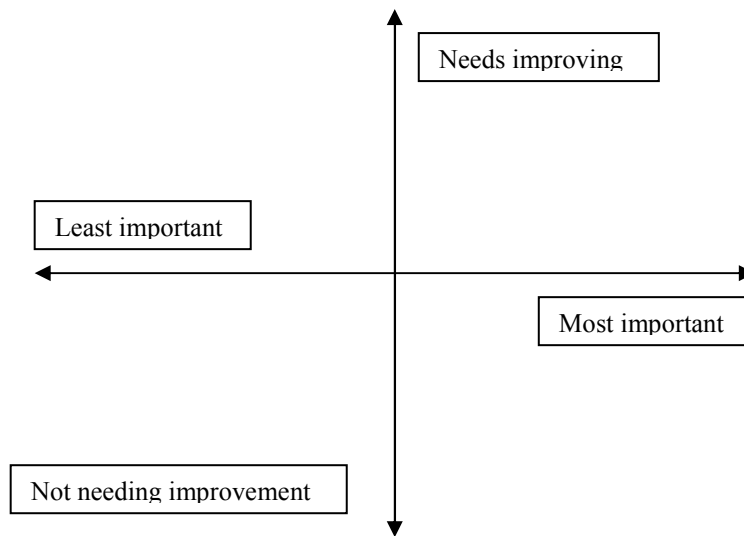 Needs improving
Least important
Most important
Not needing improvement